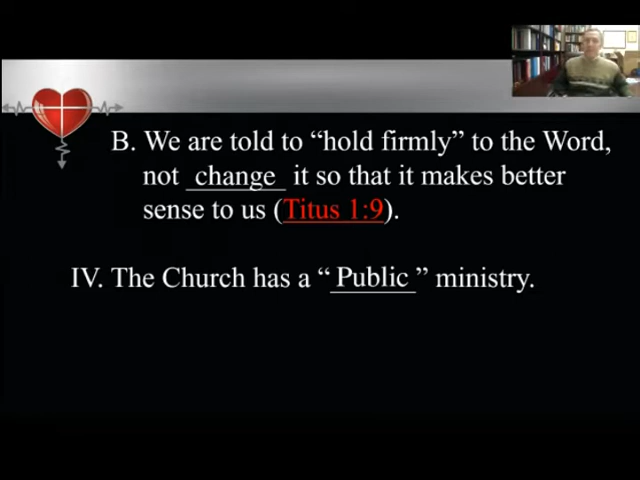 B. We are told to “hold firmly” to the Word,
not change it so that it makes better
sense to us (Titus 1:9).
IV. The Church has a “Public” ministry.